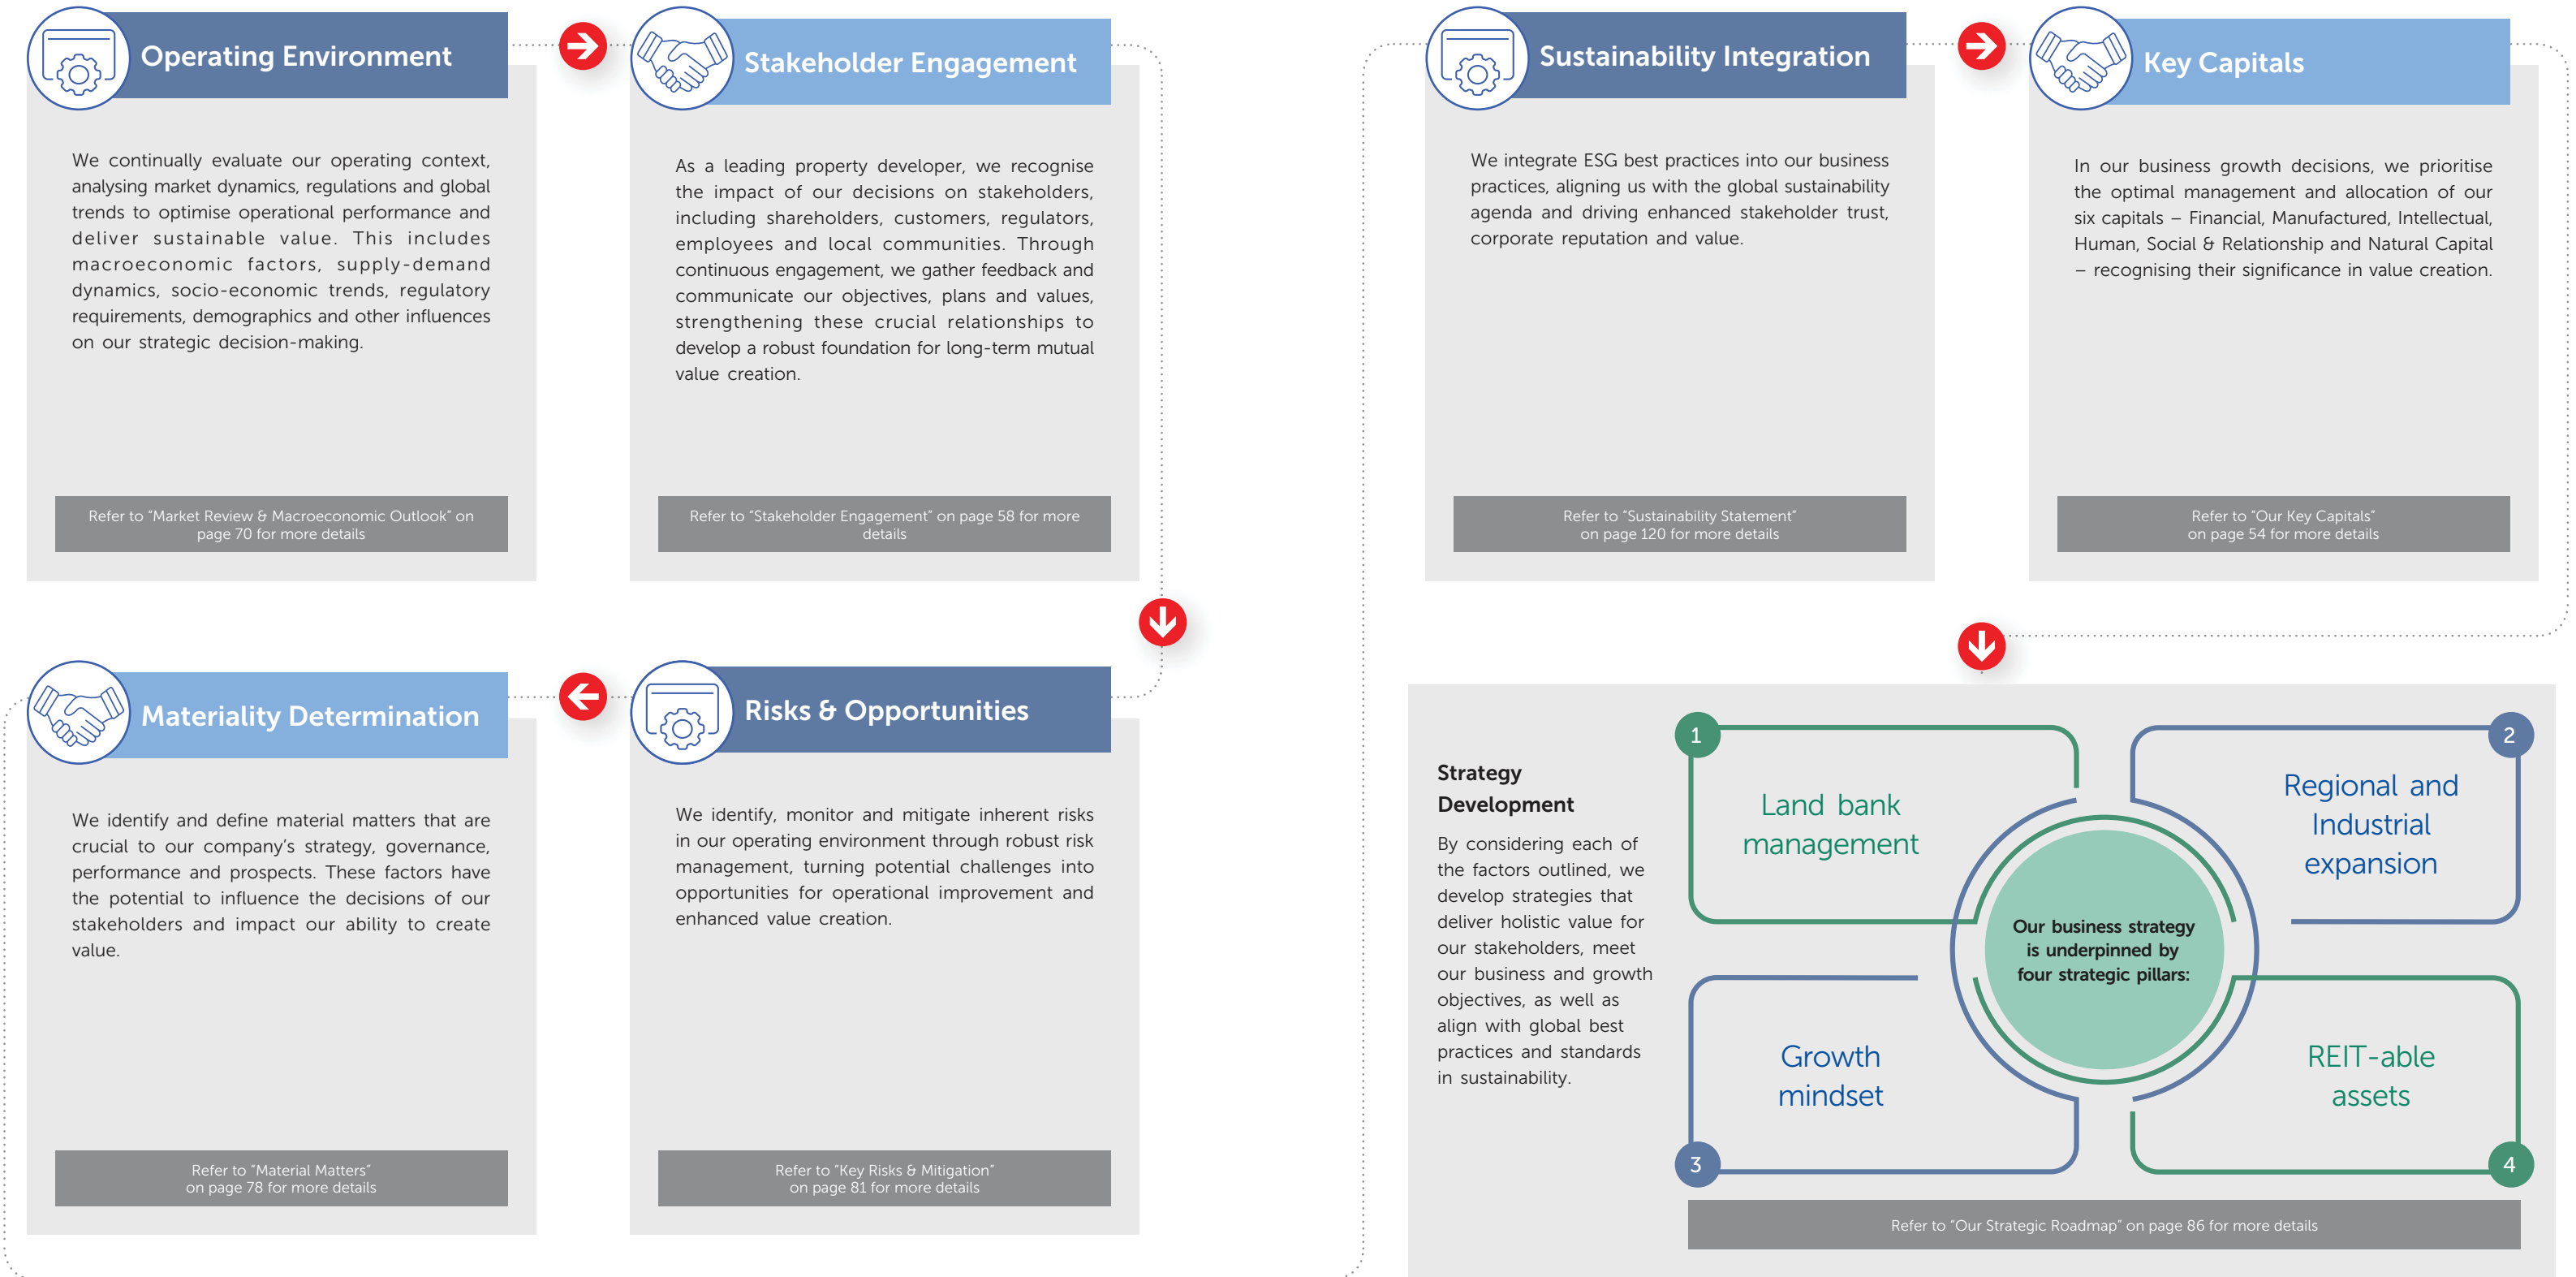 Operating Environment
We continually evaluate our operating context,
analysing market dynamics, regulations and global
trends to optimise operational performance and
deliver sustainable value. This includes
macroeconomic factors, supply-demand
dynamics, socio-economic trends, regulatory
requirements, demographics and other influences
on our strategic decision-making.
Refer to “Market Review & Macroeconomic Outlook” on
page 70 for more details
Stakeholder Engagement
As a leading property developer, we recognise
the impact of our decisions on stakeholders,
including shareholders, customers, regulators,
employees and local communities. Through
continuous engagement, we gather feedback and
communicate our objectives, plans and values,
strengthening these crucial relationships to
develop a robust foundation for long-term mutual
value creation.
Refer to “Stakeholder Engagement” on page 58 for more
details
Risks & Opportunities
We identify, monitor and mitigate inherent risks
in our operating environment through robust risk
management, turning potential challenges into
opportunities for operational improvement and
enhanced value creation.
Refer to “Key Risks & Mitigation”
on page 81 for more details
Materiality Determination
We identify and define material matters that are
crucial to our company’s strategy, governance,
performance and prospects. These factors have
the potential to influence the decisions of our
stakeholders and impact our ability to create
value.
Refer to “Material Matters”
on page 78 for more details
Sustainability Integration
We integrate ESG best practices into our business
practices, aligning us with the global sustainability
agenda and driving enhanced stakeholder trust,
corporate reputation and value.
Refer to “Sustainability Statement”
on page 120 for more details
Key Capitals
In our business growth decisions, we prioritise
the optimal management and allocation of our
six capitals – Financial, Manufactured, Intellectual,
Human, Social & Relationship and Natural Capital
– recognising their significance in value creation.
Refer to “Our Key Capitals”
on page 54 for more details
Strategy
Development
By considering each of
the factors outlined, we
develop strategies that
deliver holistic value for
our stakeholders, meet
our business and growth
objectives, as well as
align with global best
practices and standards
in sustainability.
Our business strategy
is underpinned by
four strategic pillars:
1
Land bank
management
2
Regional and
Industrial
expansion
3
Growth
mindset
4
REIT-able
assets
Refer to “Our Strategic Roadmap” on page 86 for more details